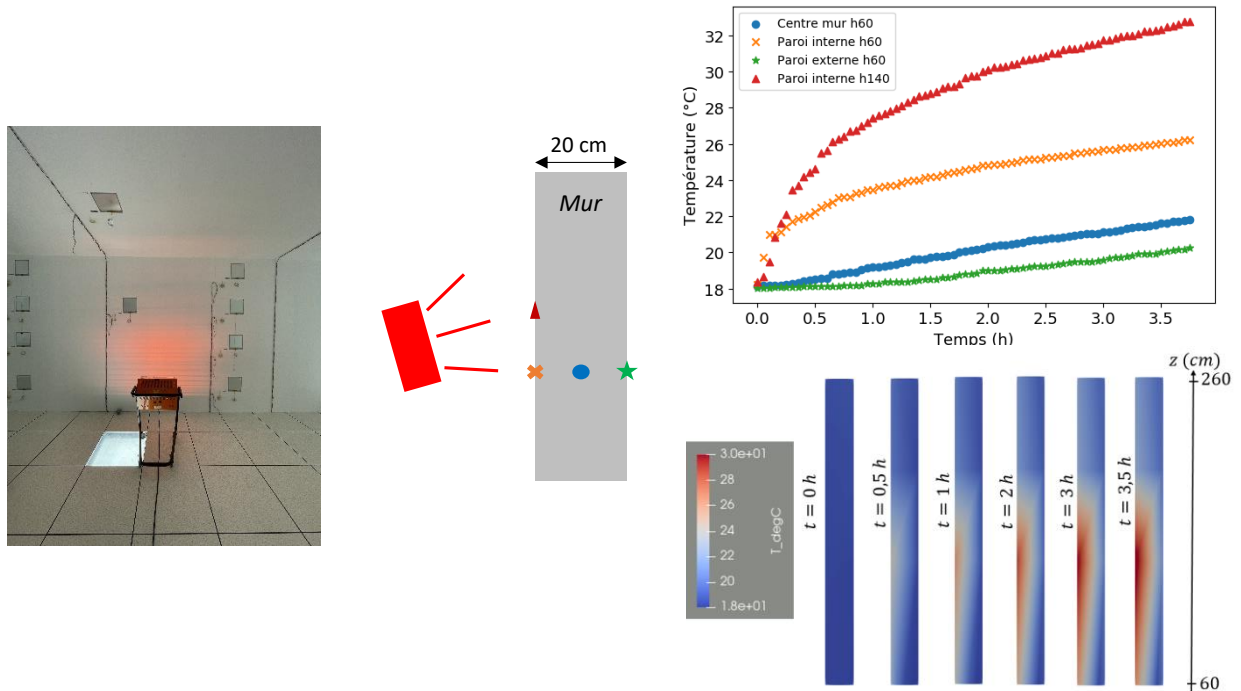 20 cm
Mur
Centre mur h60
Paroi interne h60
Paroi externe h60
Paroi interne h140
Température (°C)
32
30
28
26
24
22
20
18
0.0 0.5 1.0 1.5 2.0 2.5 3.0 3.5
Temps (h)
3.0e+01
28
26
24
22
20
1.8e+01
T_degC
t = 0 h
t = 0,5 h
t = 1 h
t = 2 h
t = 3 h
t = 3,5 h
z (cm)
260
60